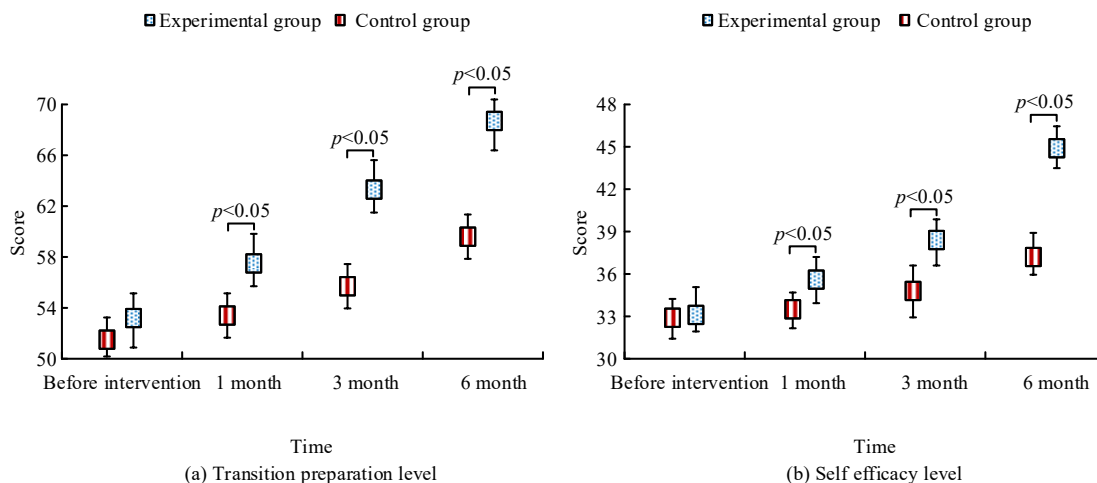 Experimental group Control group
p<0.05
70
66
62
58
54
50
Score
p<0.05
p<0.05
Before intervention 1 month 3 month 6 month
Time
(a) Transition preparation level
Experimental group Control group
48
45
42
39
36
33
30
Score
p<0.05
p<0.05
p<0.05
Before intervention 1 month 3 month 6 month
Time
(b) Self efficacy level